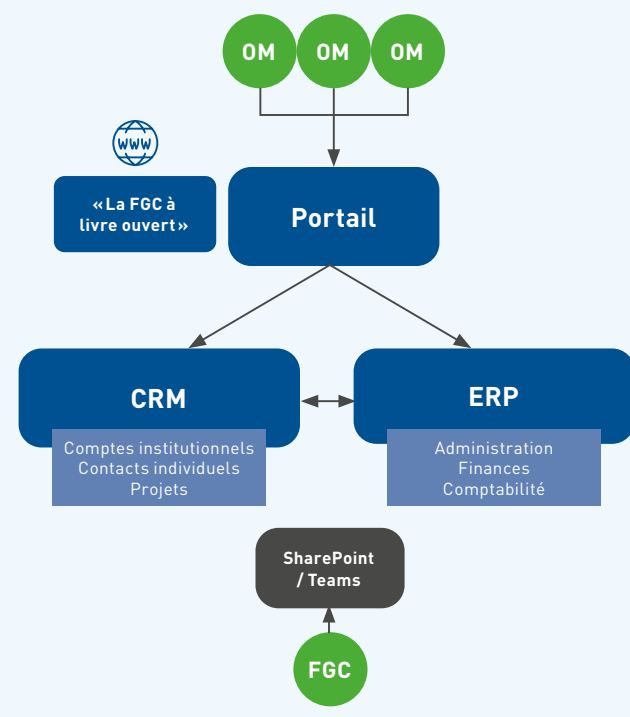 OM OM OM
WWW
«La FGC à
livre ouvert»
Portail
CRM
Comptes institutionnels
Contacts individuels
Projets
ERP
Administration
Finances
Comptabilité
SharePoint
/ Teams
FGC